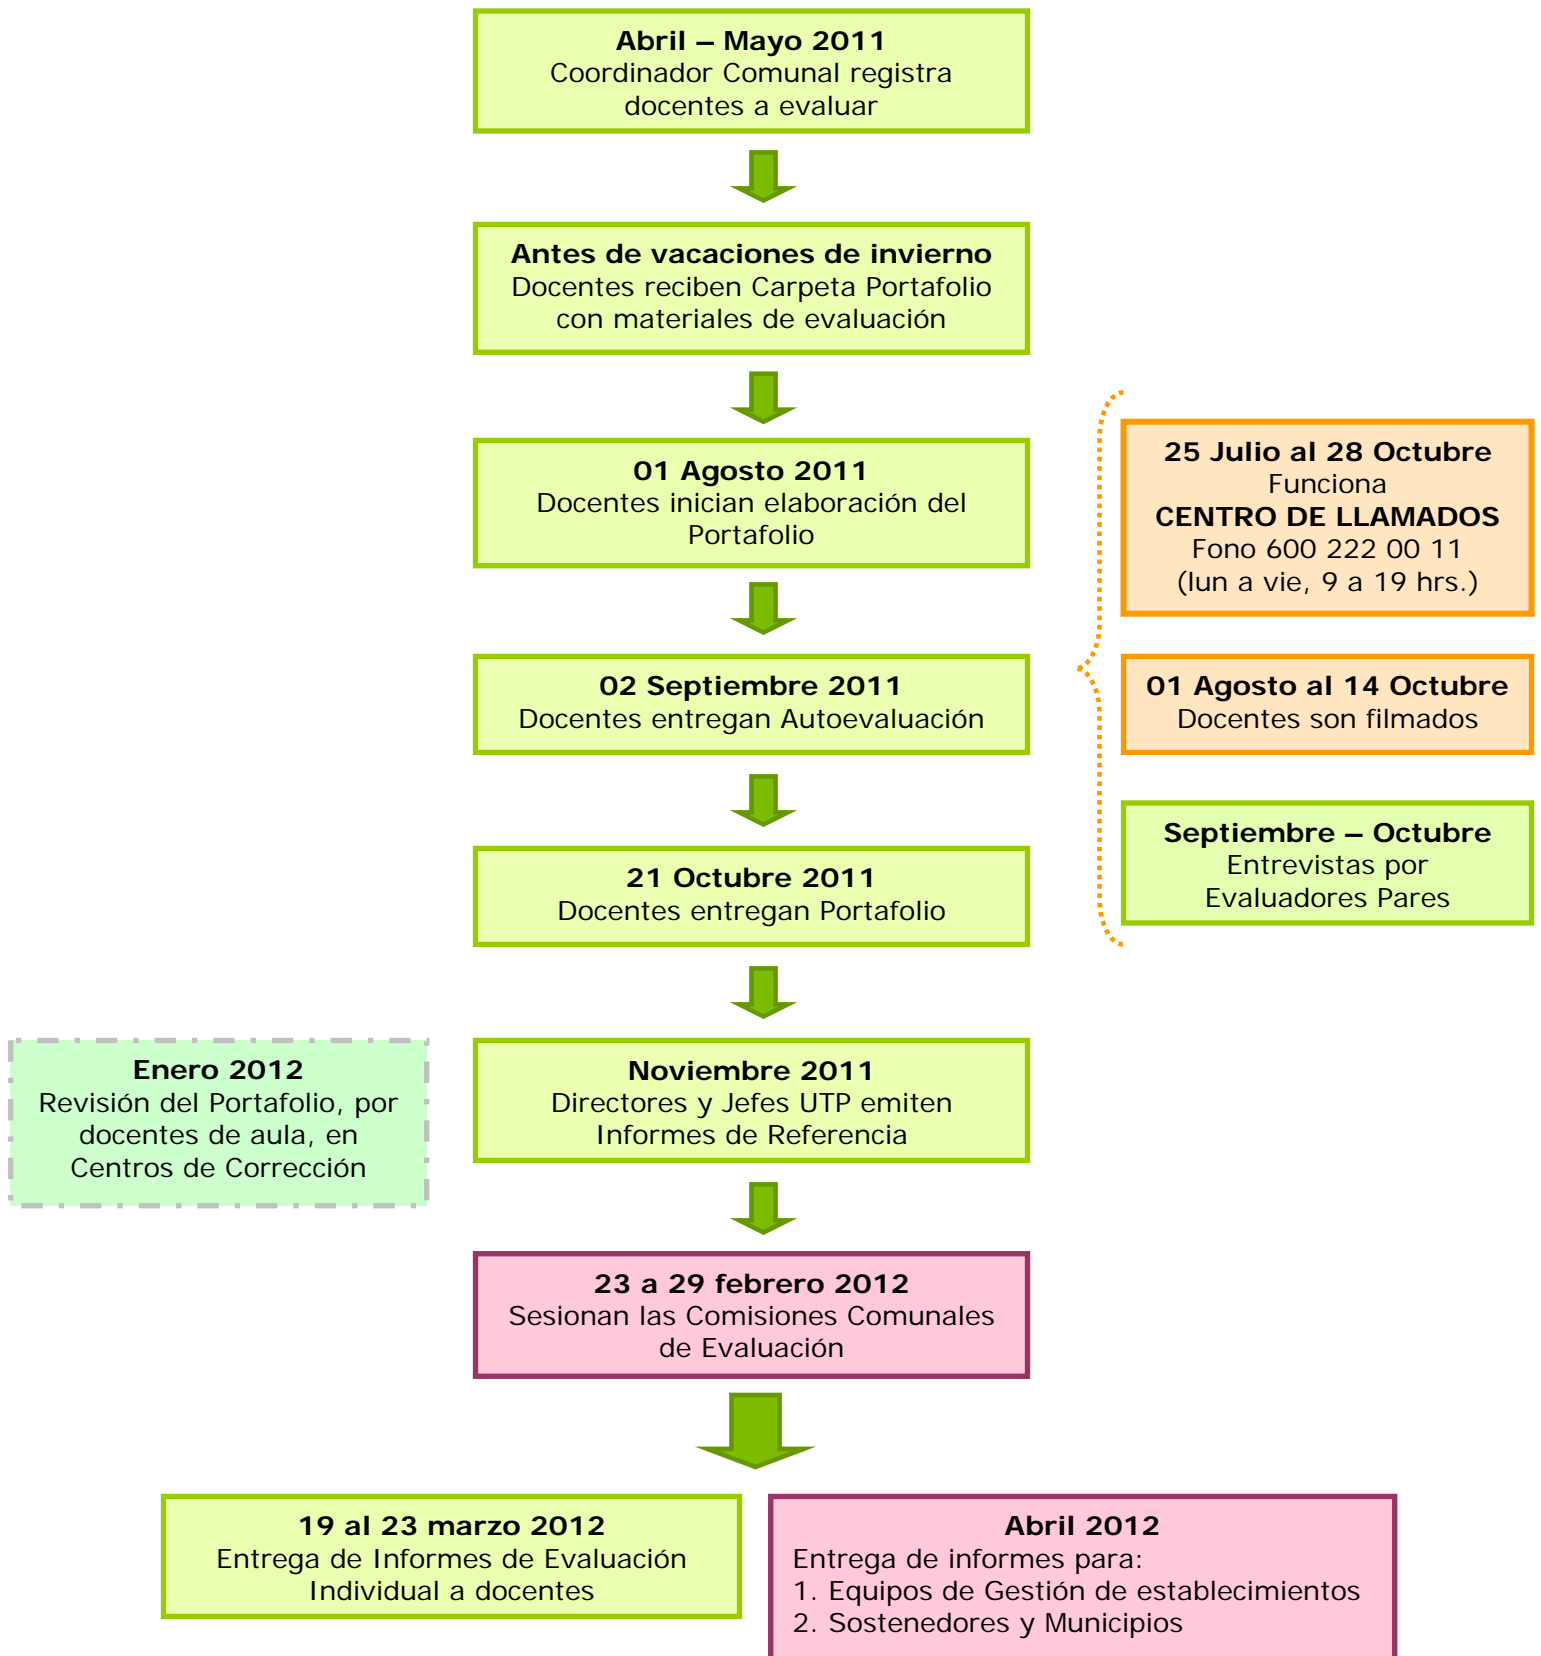 Abril – Mayo 2011
Coordinador Comunal registra
docentes a evaluar
Antes de vacaciones de invierno
Docentes reciben Carpeta Portafolio
con materiales de evaluación
01 Agosto 2011
Docentes inician elaboración del
Portafolio
02 Septiembre 2011
Docentes entregan Autoevaluación
21 Octubre 2011
Docentes entregan Portafolio
25 Julio al 28 Octubre
Funciona
CENTRO DE LLAMADOS
Fono 600 222 00 11
(lun a vie, 9 a 19 hrs.)
01 Agosto al 14 Octubre
Docentes son filmados
Septiembre – Octubre
Entrevistas por
Evaluadores Pares
Noviembre 2011
Directores y Jefes UTP emiten
Informes de Referencia
Enero 2012
Revisión del Portafolio, por
docentes de aula, en
Centros de Corrección
23 a 29 febrero 2012
Sesionan las Comisiones Comunales
de Evaluación
19 al 23 marzo 2012
Entrega de Informes de Evaluación
Individual a docentes
Abril 2012
Entrega de informes para:
1. Equipos de Gestión de establecimientos
2. Sostenedores y Municipios